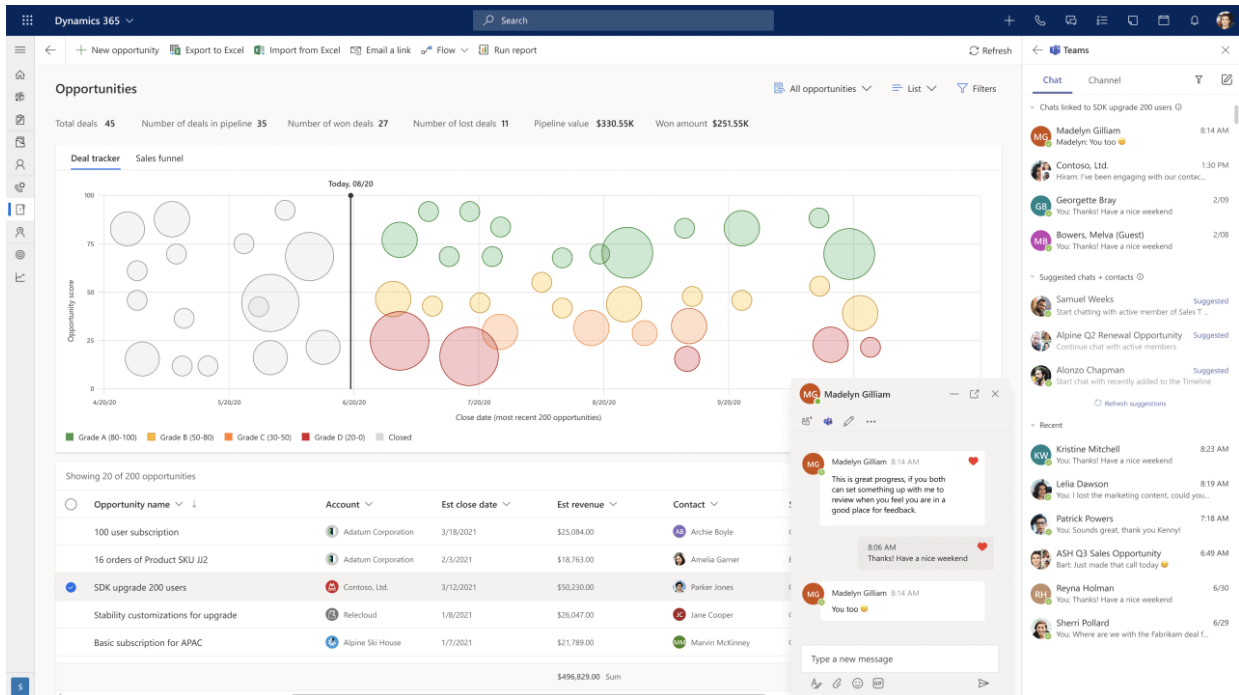 Dynamics 365
Search
New opportunity Export to Excel Import from Excel Email a link Flow Run report Refresh
Opportunities
All opportunities List Filters
Total deals 45 Number of deals in pipeline 35 Number of won deals 27 Number of lost deals 11 Pipeline value $330.55K Won amount $251.55K
Deal tracker Sales funnel
Today, 08/20
100
75
50
25
0
Opportunity score
4/20/20 5/20/20 6/20/20 7/20/20 8/20/20 9/20/20
Close date (most recent 200 opportunities)
Grade A (80-100) Grade B (50-80) Grade C (30-50) Grade D (20-0) Closed
Showing 20 of 200 opportunities
Opportunity name Account Est close date Est revenue Contact
100 user subscription Adatum Corporation 3/18/2021 $25,084.00 AB Archie Boyle
16 orders of Product SKU JJ2 Adatum Corporation 2/3/2021 $18,763.00 Amelia Garner
SDK upgrade 200 users Contoso, Ltd. 3/12/2021 $50,230.00 Parker Jones
Stability customizations for upgrade Relecloud 1/8/2021 $26,047.00 JC Jane Cooper
Basic subscription for APAC Alpine Ski House 1/7/2021 $21,789.00 MM Marvin McKinney
$496,829.00 Sum
S
MG Madelyn Gilliam
MG Madelyn Gilliam 8:14 AM
This is great progress, if you both
can set something up with me to
review when you feel you are in a
good place for feedback.
8:06 AM
Thanks! Have a nice weekend
MG Madelyn Gilliam 8:14 AM
You too 😊
Type a new message
GIF
Teams
Chat Channel
Chats linked to SDK upgrade 200 users
MG Madelyn Gilliam 8:14 AM
Madelyn: You too 😊
Contoso, Ltd. 1:30 PM
Hiram: I've been engaging with our contac...
GB Georgette Bray 2/09
You: Thanks! Have a nice weekend
MB Bowers, Melva (Guest) 2/08
You: Thanks! Have a nice weekend
Suggested chats + contacts
Samuel Weeks Suggested
Start chatting with active member of Sales T ...
Alpine Q2 Renewal Opportunity Suggested
Continue chat with active members
Alonzo Chapman Suggested
Start chat with recently added to the Timeline
Refresh suggestions
Recent
KW Kristine Mitchell 8:23 AM
You: Thanks! Have a nice weekend
Lelia Dawson 8:19 AM
You: I lost the marketing content, could you...
Patrick Powers 7:18 AM
You: Sounds great, thank you Kenny!
ASH Q3 Sales Opportunity 6:49 AM
Bart: Just made that call today 😊
RH Reyna Holman 6/30
You: Thanks! Have a nice weekend
Sherri Pollard 6/29
You: Where are we with the Fabrikam deal f...